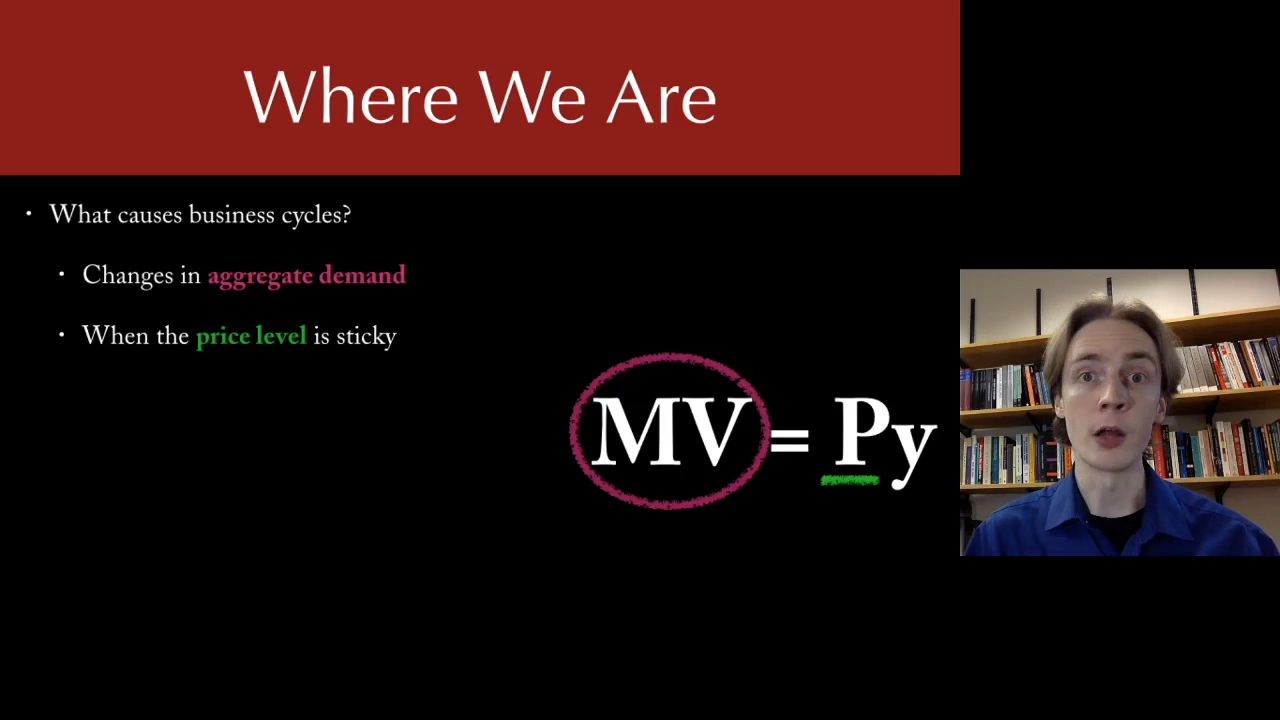 Where We Are
• What causes business cycles?
• Changes in aggregate demand
• When the price level is sticky
MV = Py